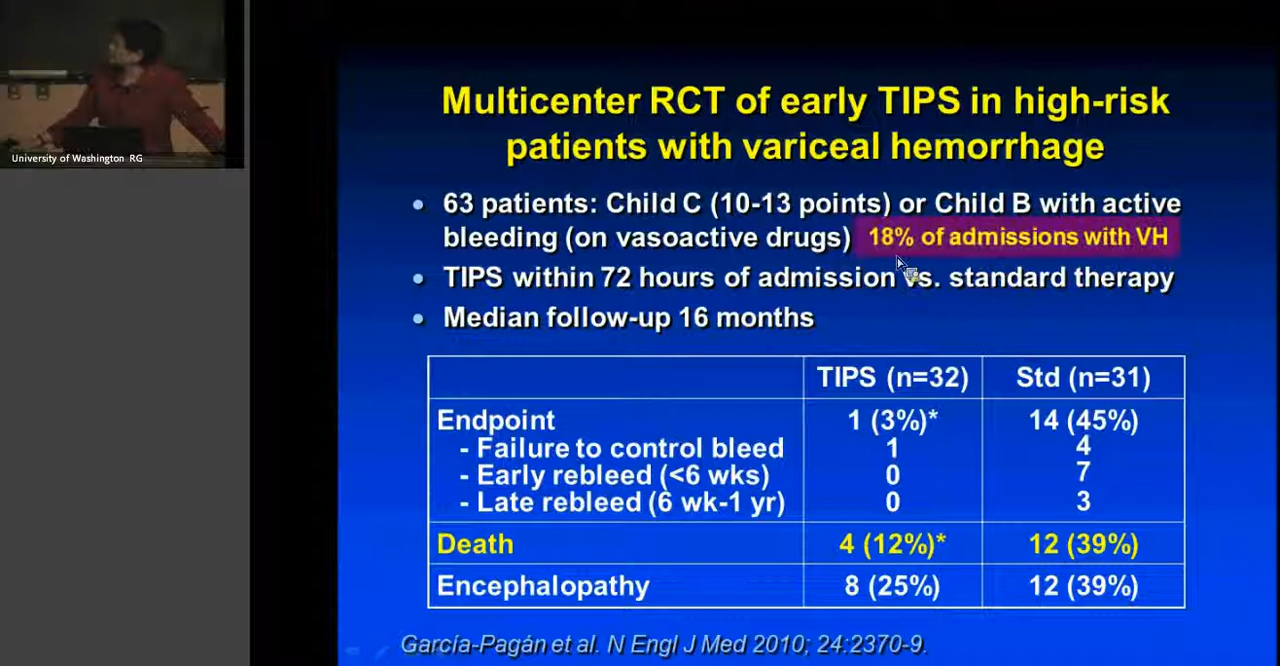 University of Washington RG
Multicenter RCT of early TIPS in high-risk
patients with variceal hemorrhage
• 63 patients: Child C (10-13 points) or Child B with active
bleeding (on vasoactive drugs) 18% of admissions with VH
• TIPS within 72 hours of admission vs. standard therapy
• Median follow-up 16 months
TIPS (n=32) Std (n=31)
Endpoint 1 (3%)* 14 (45%)
- Failure to control bleed 1 4
- Early rebleed (<6 wks) 0 7
- Late rebleed (6 wk-1 yr) 0 3
Death 4 (12%)* 12 (39%)
Encephalopathy 8 (25%) 12 (39%)
García-Pagán et al. N Engl J Med 2010; 24:2370-9.